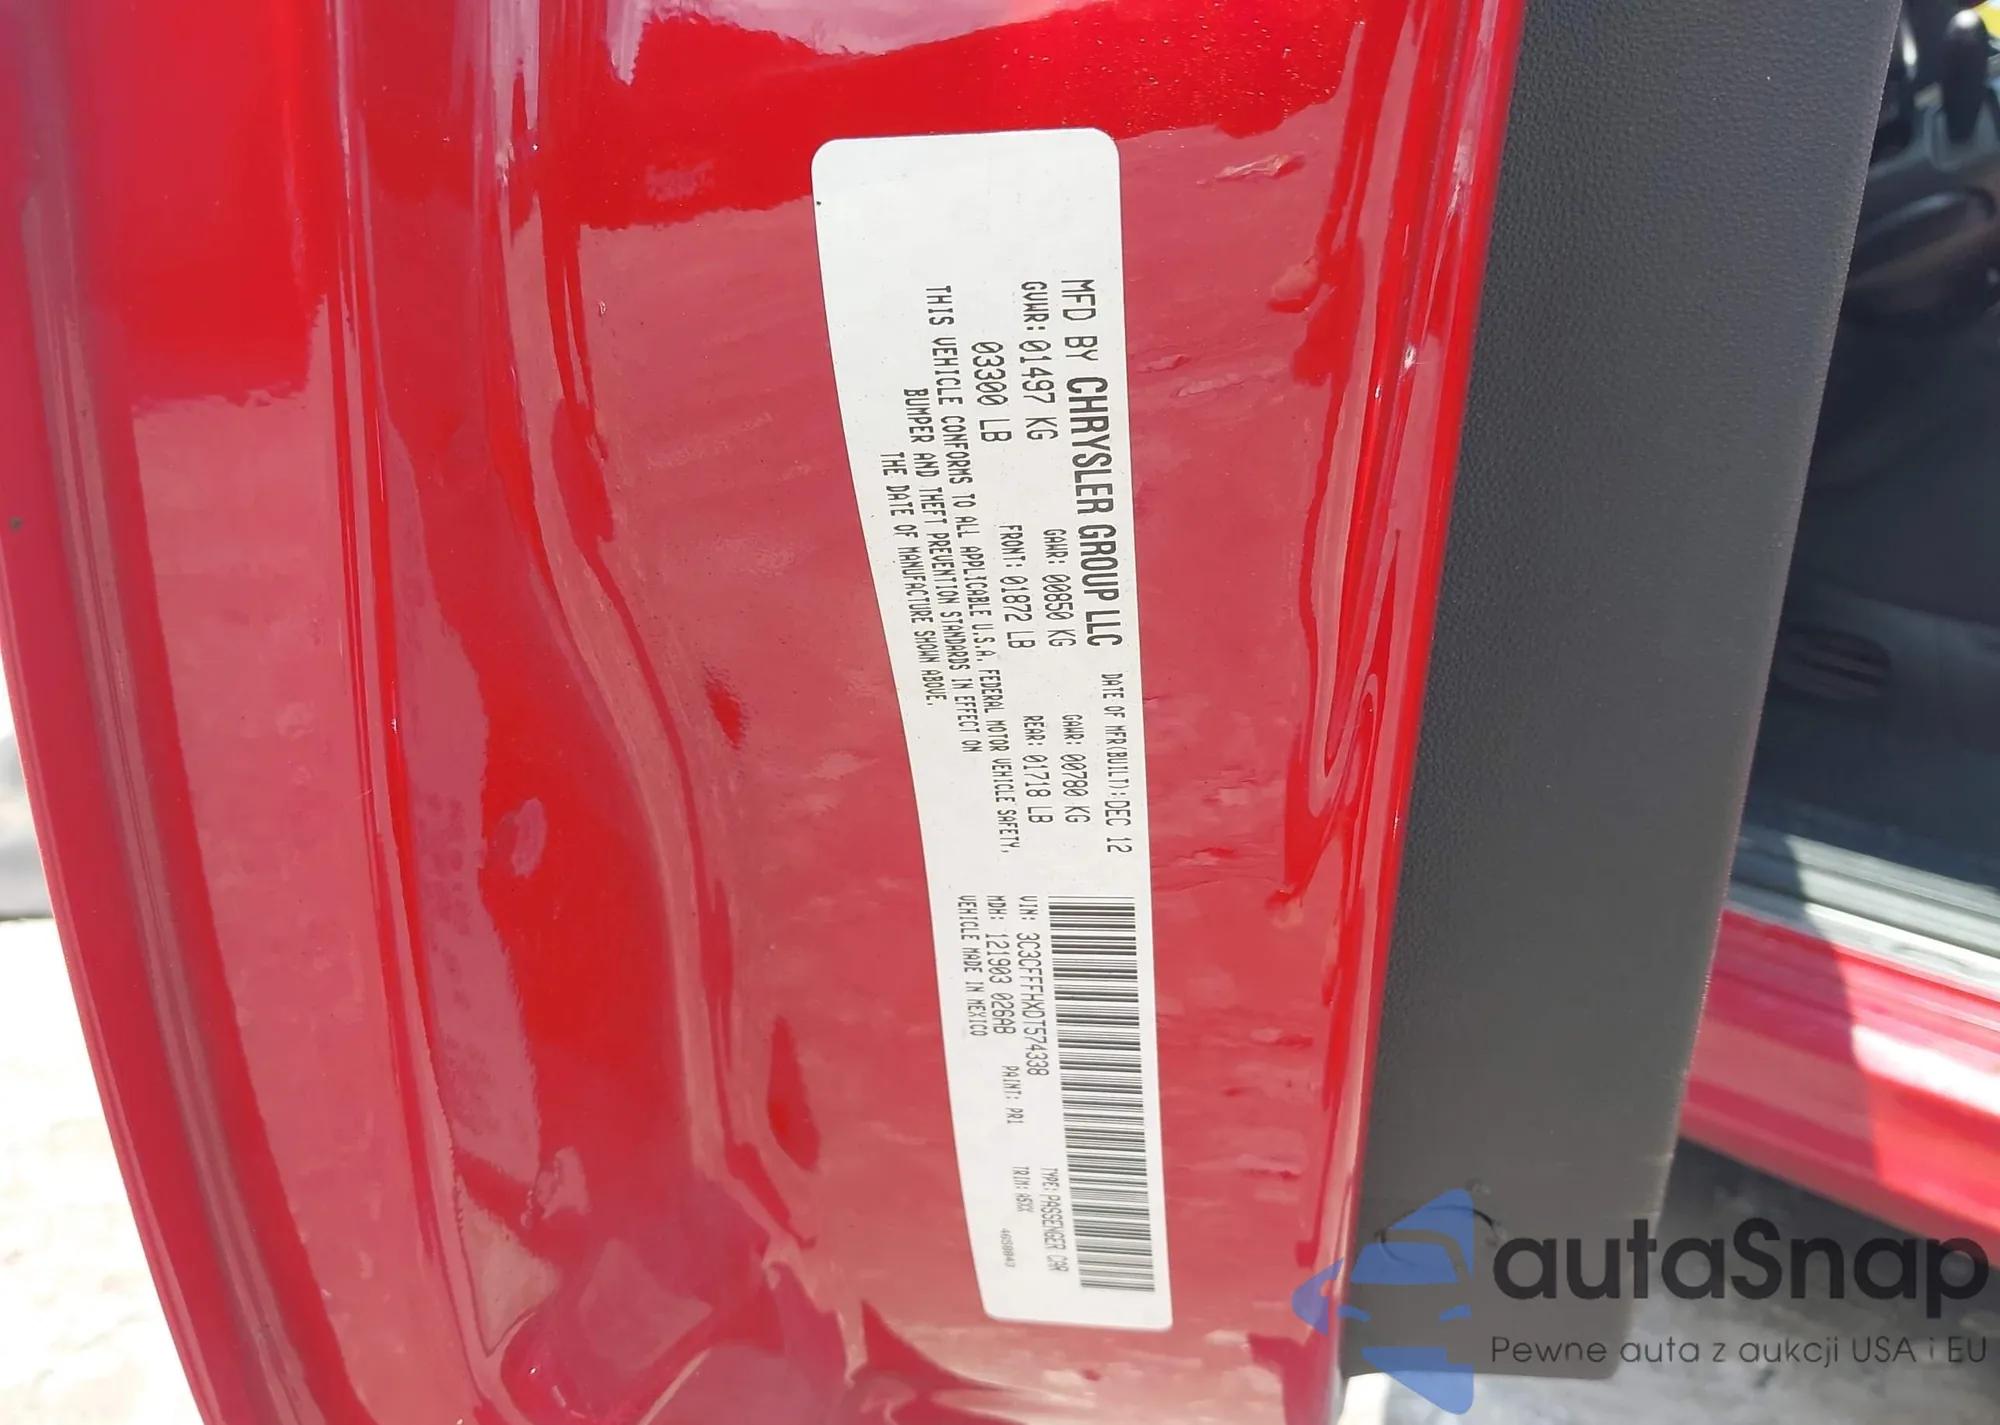 MFD BY CHRYSLER GROUP LLC DATE OF MFR(BUILT):DEC 12
GVWR: 01497 KG GAWR: 00850 KG GAWR: 00780 KG
03300 LB FRONT: 01872 LB REAR: 01718 LB
THIS VEHICLE CONFORMS TO ALL APPLICABLE U.S.A. FEDERAL MOTOR VEHICLE SAFETY,
BUMPER AND THEFT PREVENTION STANDARDS IN EFFECT ON
THE DATE OF MANUFACTURE SHOWN ABOVE.
VIN: 3C3CFFFHXDT574338 TYPE: PASSENGER CAR
MDH: 121903 026AB PAINT: PR1 TRIM: A5XX
VEHICLE MADE IN MEXICO
autaSnap
Pewne auta z aukcji USA i EU